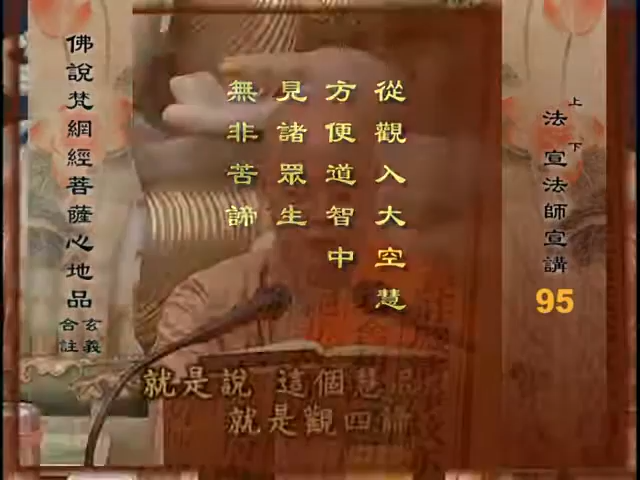 從觀入大空慧
方便道智中
見諸眾生
無非苦諦
上法下宣法師宣講
95
佛說梵網經菩薩心地品
玄義
合註
就是說 這個慧品
就是觀四諦